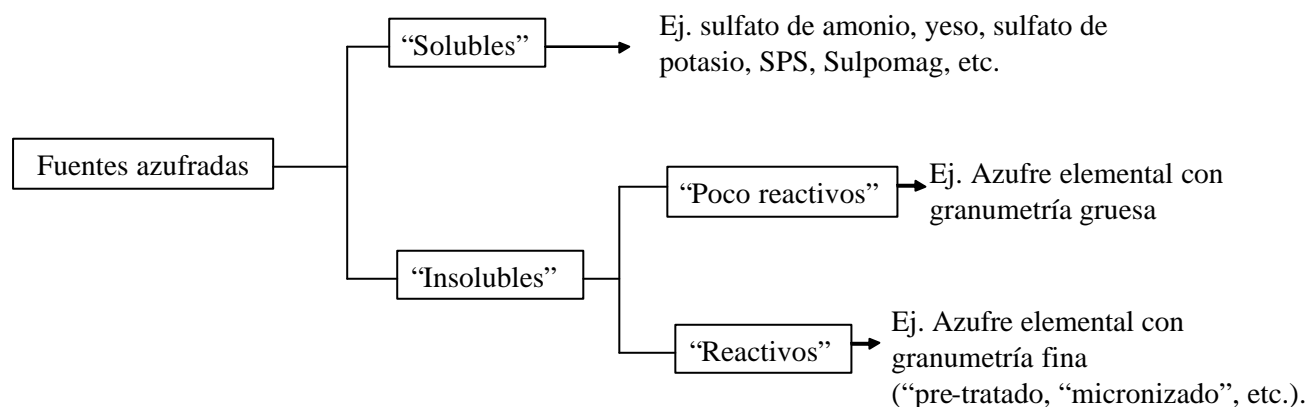 “Solubles”
Ej. sulfato de amonio, yeso, sulfato de
potasio, SPS, Sulpomag, etc.
Fuentes azufradas
“Insolubles”
“Poco reactivos”
Ej. Azufre elemental con
granumetría gruesa
“Reactivos”
Ej. Azufre elemental con
granumetría fina
(“pre-tratado, “micronizado”, etc.).